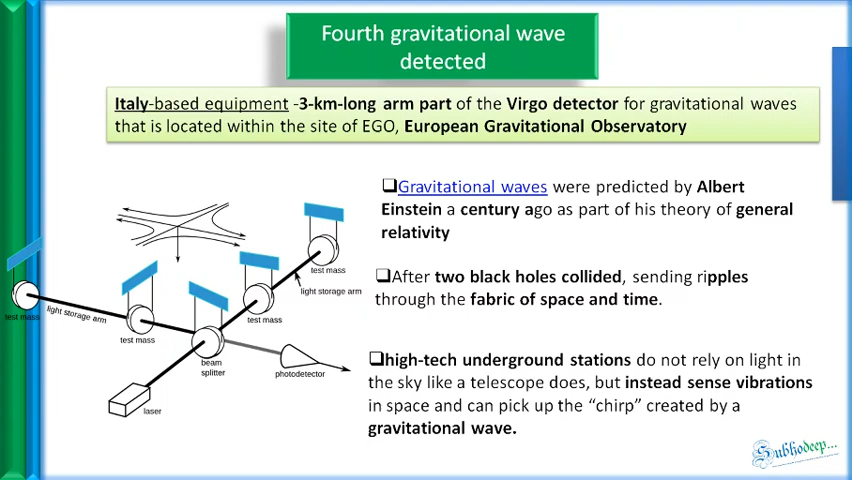 Fourth gravitational wave
detected
Italy-based equipment -3-km-long arm part of the Virgo detector for gravitational waves
that is located within the site of EGO, European Gravitational Observatory
❑Gravitational waves were predicted by Albert
Einstein a century ago as part of his theory of general
relativity
❑After two black holes collided, sending ripples
through the fabric of space and time.
❑high-tech underground stations do not rely on light in
the sky like a telescope does, but instead sense vibrations
in space and can pick up the “chirp” created by a
gravitational wave.
test mass
light storage arm
test mass
test mass
light storage arm
test mass
beam
splitter
photodetector
laser
Subhodeep...